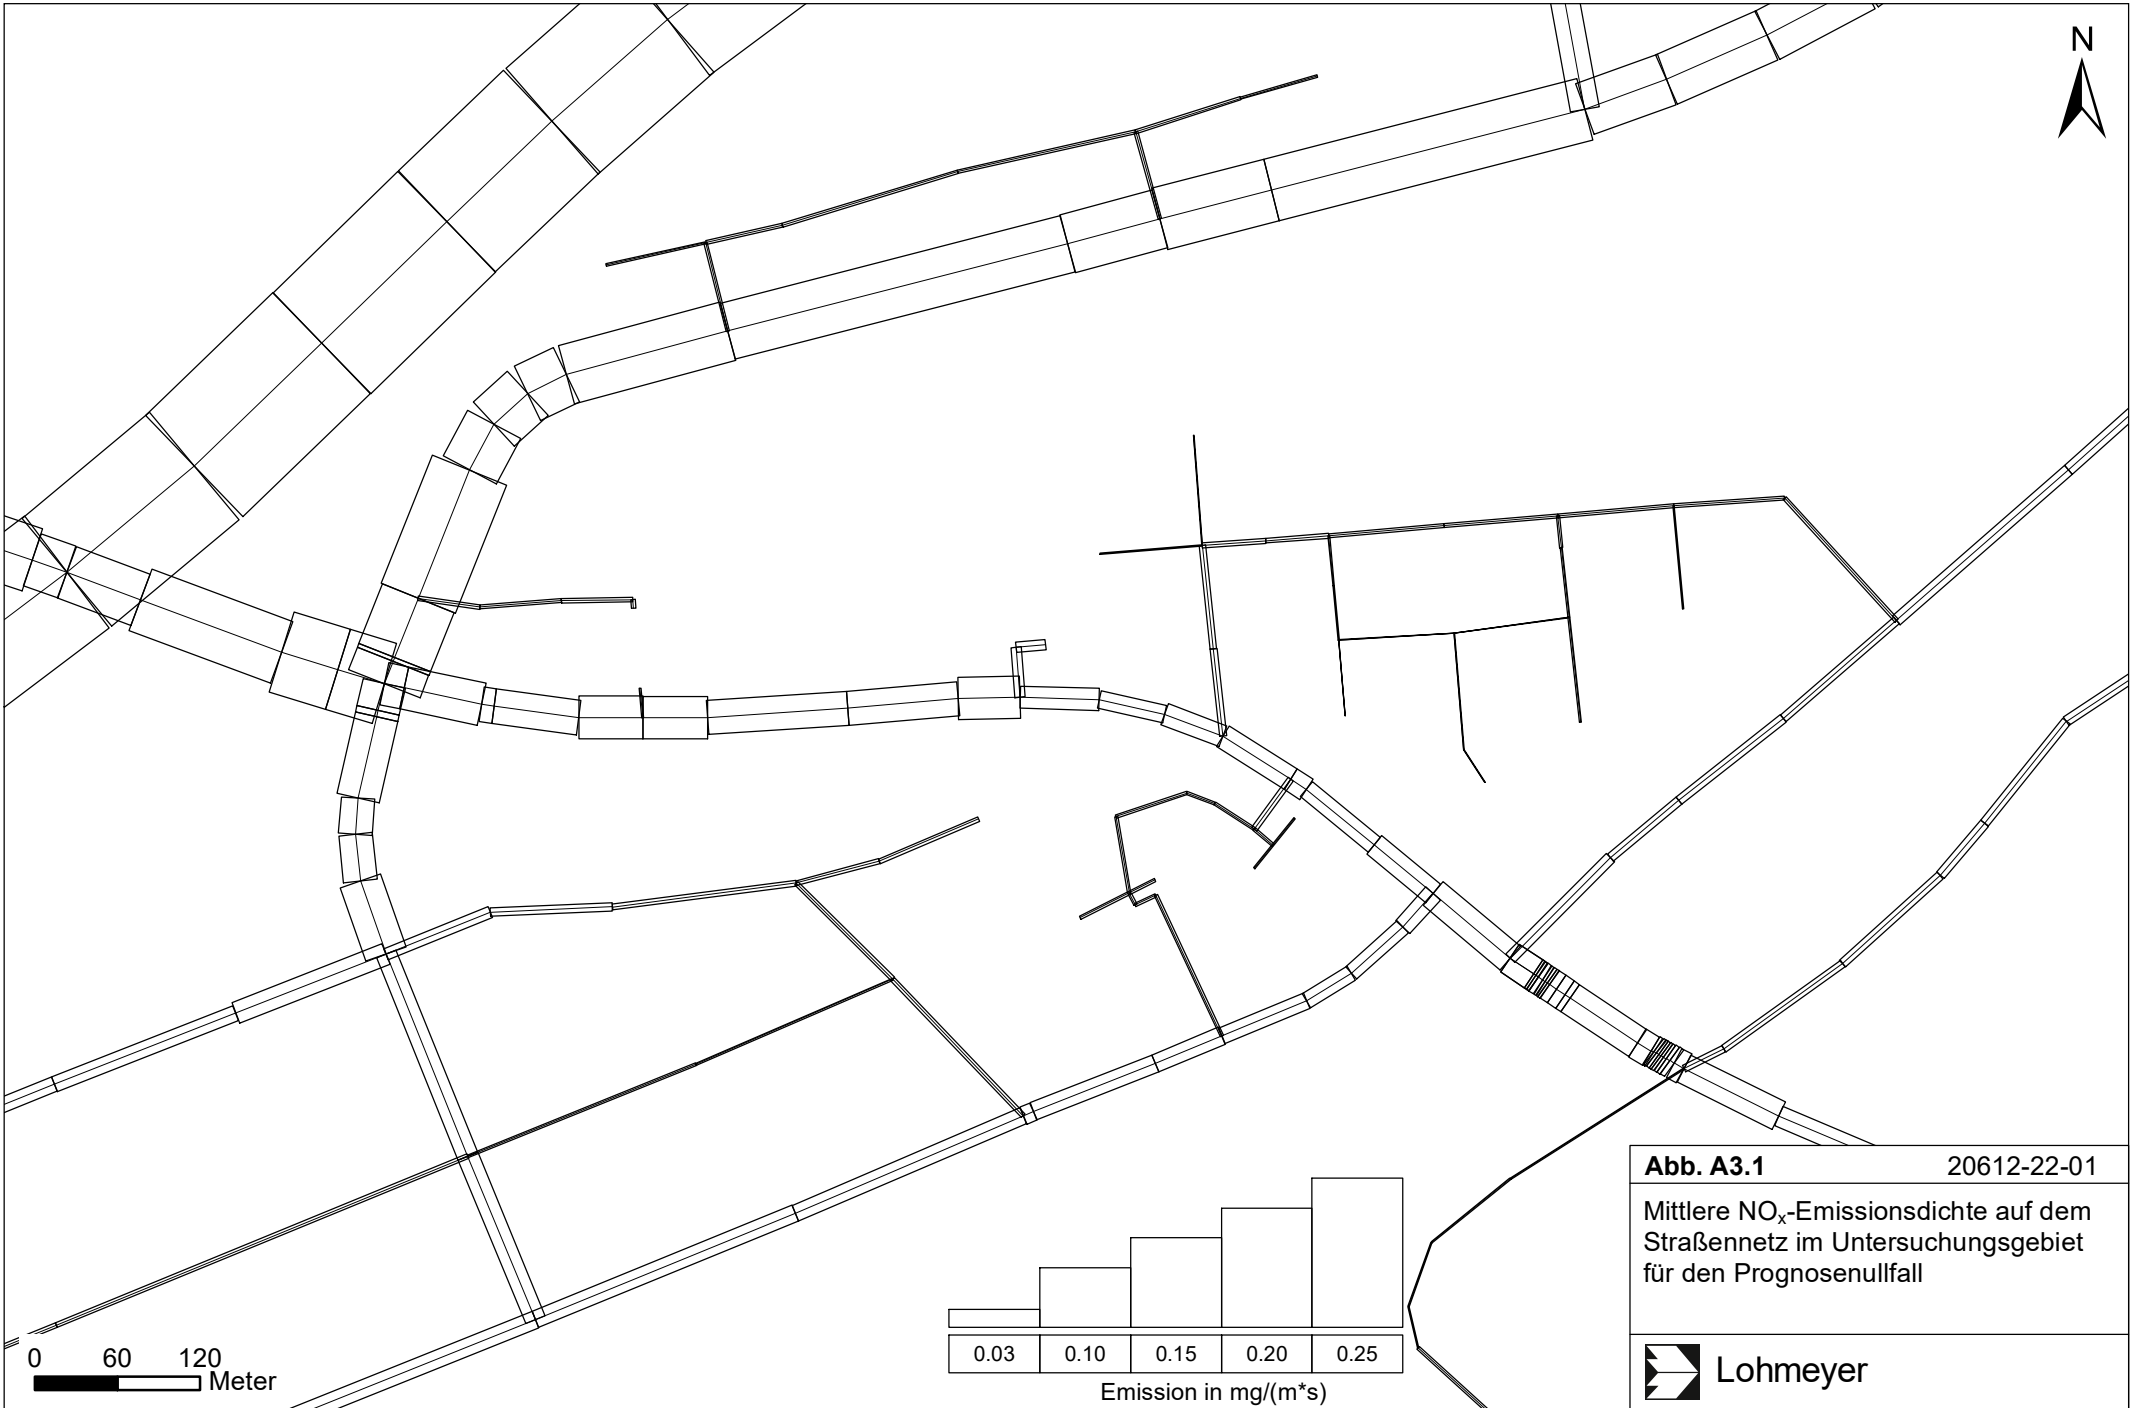 N
Abb. A3.1 20612-22-01
Mittlere NOx-Emissionsdichte auf dem
Straßennetz im Untersuchungsgebiet
für den Prognosenullfall
Lohmeyer
0 60 120
Meter
0.03 0.10 0.15 0.20 0.25
Emission in mg/(m*s)